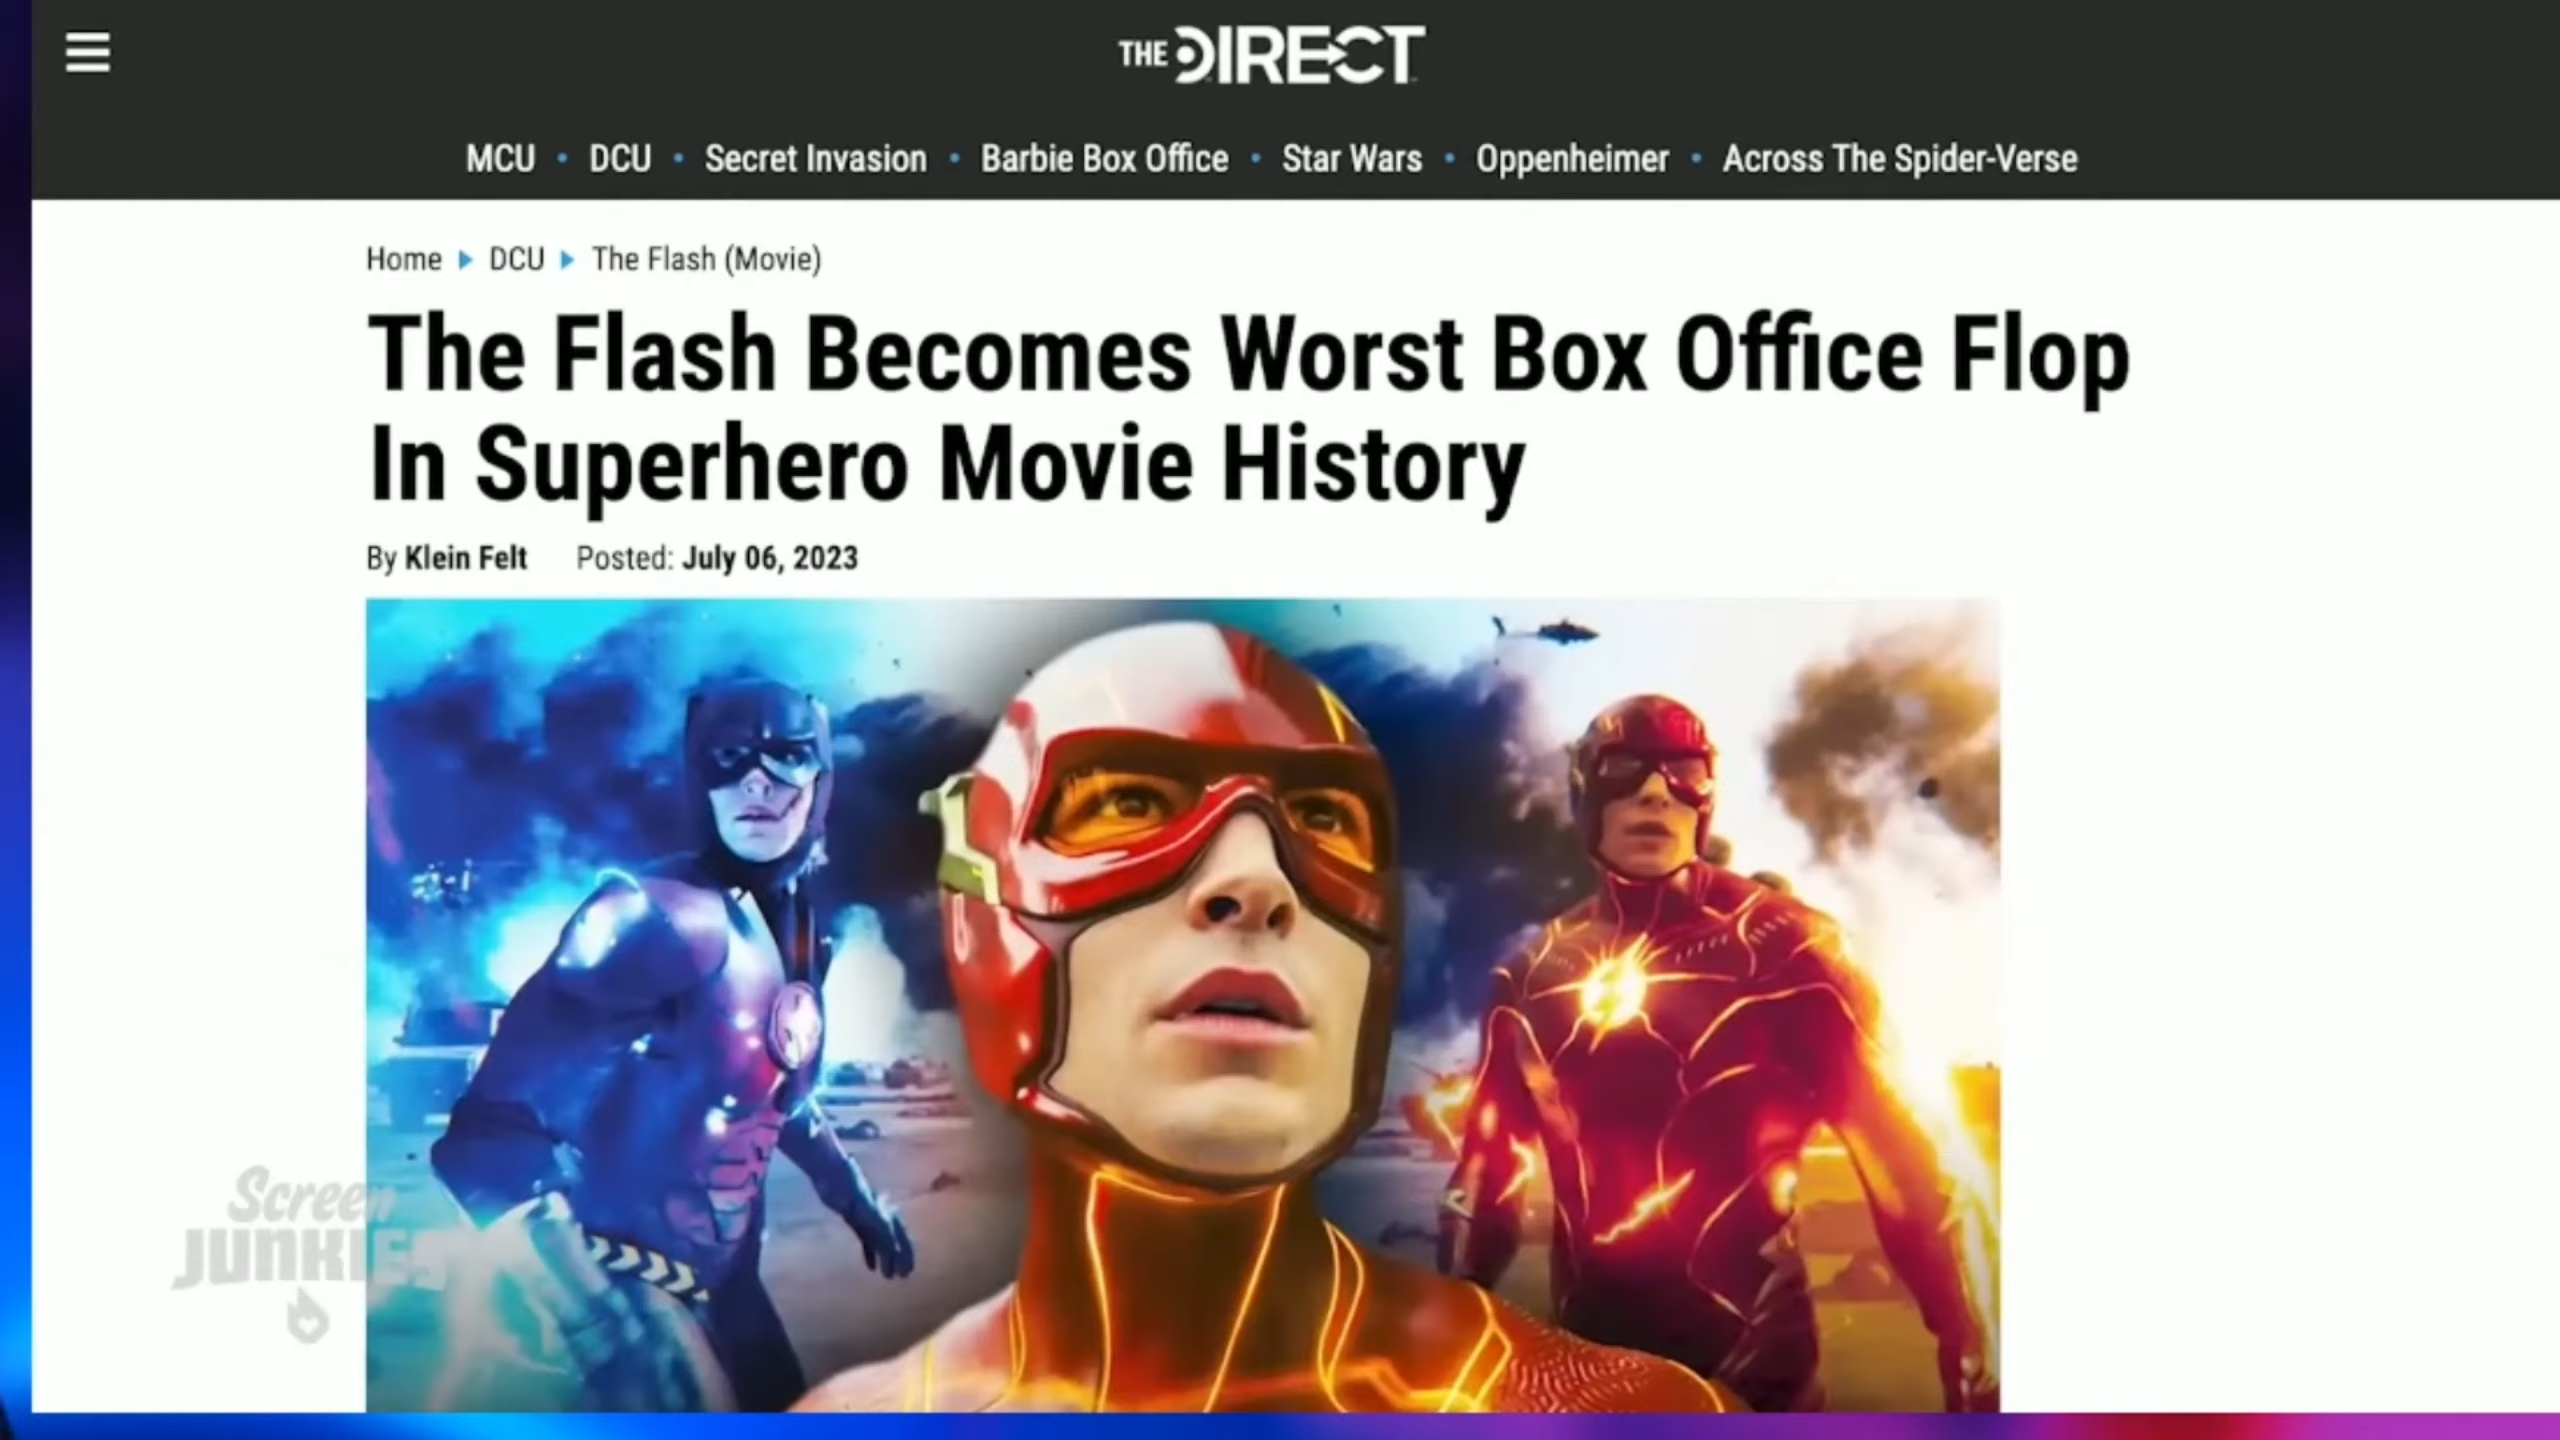 THE DIRECT
MCU • DCU • Secret Invasion • Barbie Box Office • Star Wars • Oppenheimer • Across The Spider-Verse
Home ▶ DCU ▶ The Flash (Movie)
The Flash Becomes Worst Box Office Flop
In Superhero Movie History
By Klein Felt Posted: July 06, 2023
Screen
JUNKIES